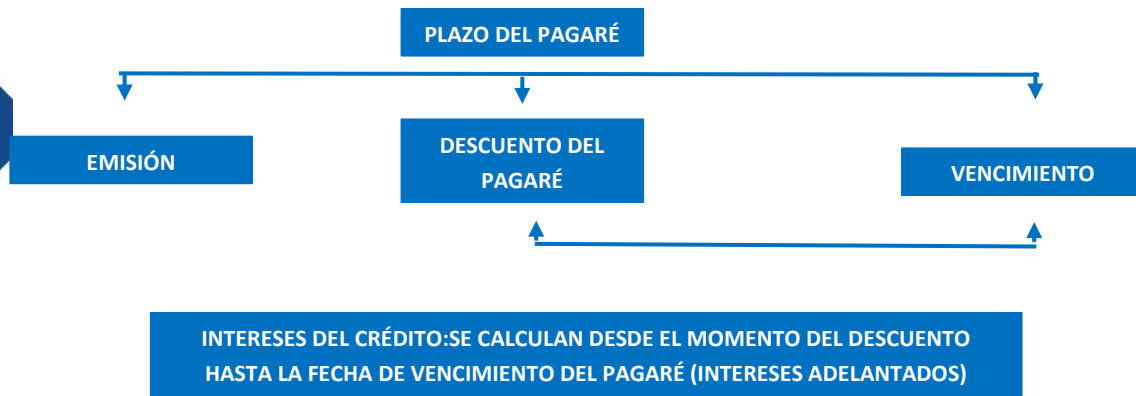 PLAZO DEL PAGARÉ
EMISIÓN
DESCUENTO DEL
PAGARÉ
VENCIMIENTO
INTERESES DEL CRÉDITO:SE CALCULAN DESDE EL MOMENTO DEL DESCUENTO
HASTA LA FECHA DE VENCIMIENTO DEL PAGARÉ (INTERESES ADELANTADOS)